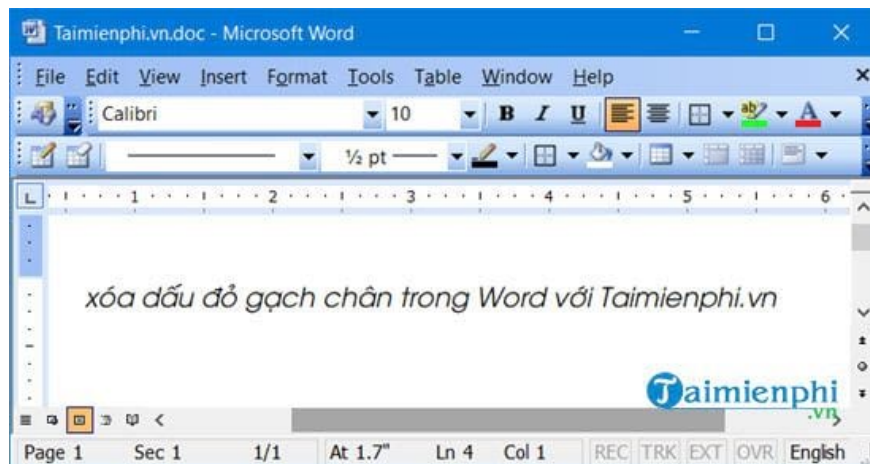 Taimienphi.vn.doc - Microsoft Word
File Edit View Insert Format Tools Table Window Help
Calibri 10 B I U ab A
½ pt
L 1 2 3 4 5 6
xóa dấu đỏ gạch chân trong Word với Taimienphi.vn
Taimienphi
.vn
Page 1 Sec 1 1/1 At 1.7" Ln 4 Col 1 REC TRK EXT OVR English